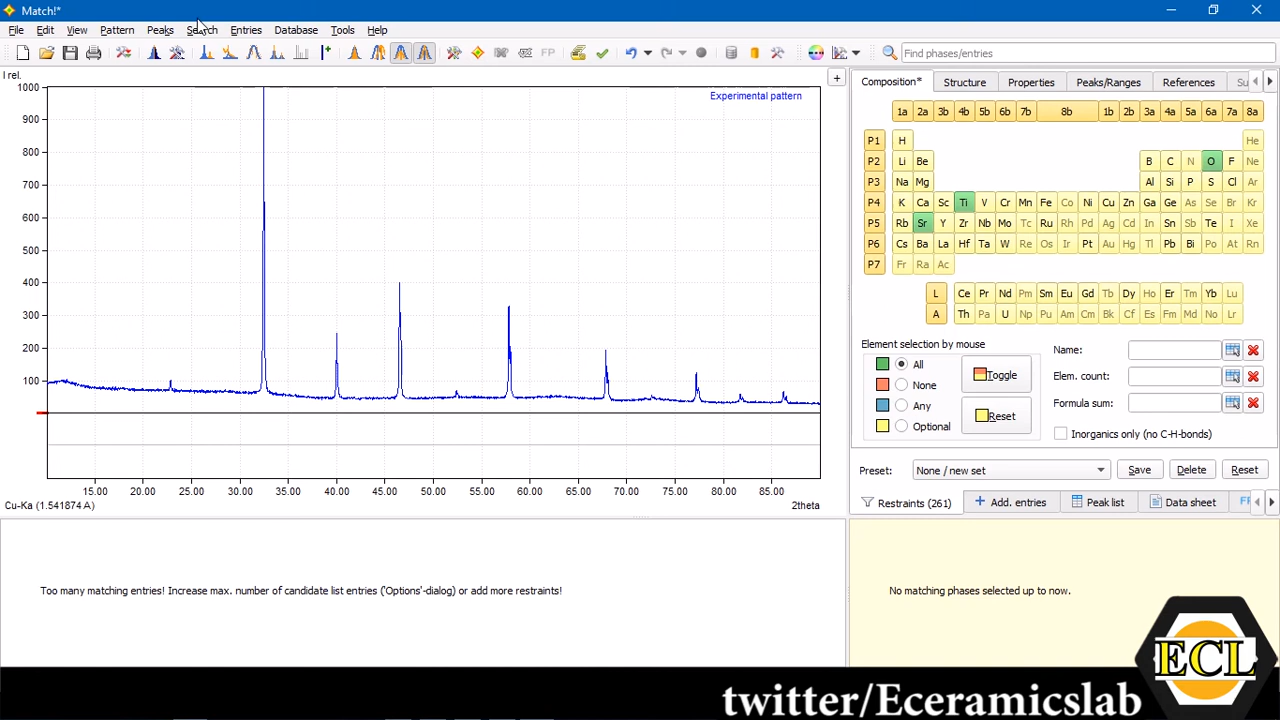 Match!*
File Edit View Pattern Peaks Search Entries Database Tools Help
FP Find phases/entries
I rel.
Experimental pattern
1000
900
800
700
600
500
400
300
200
100
15.00 20.00 25.00 30.00 35.00 40.00 45.00 50.00 55.00 60.00 65.00 70.00 75.00 80.00 85.00
Cu-Ka (1.541874 A) 2theta
Composition* Structure Properties Peaks/Ranges References Su
1a 2a 3b 4b 5b 6b 7b 8b 1b 2b 3a 4a 5a 6a 7a 8a
P1 H He
P2 Li Be B C N O F Ne
P3 Na Mg Al Si P S Cl Ar
P4 K Ca Sc Ti V Cr Mn Fe Co Ni Cu Zn Ga Ge As Se Br Kr
P5 Rb Sr Y Zr Nb Mo Tc Ru Rh Pd Ag Cd In Sn Sb Te I Xe
P6 Cs Ba La Hf Ta W Re Os Ir Pt Au Hg Tl Pb Bi Po At Rn
P7 Fr Ra Ac
L Ce Pr Nd Pm Sm Eu Gd Tb Dy Ho Er Tm Yb Lu
A Th Pa U Np Pu Am Cm Bk Cf Es Fm Md No Lr
Element selection by mouse
All
None
Any
Optional
Toggle
Reset
Name:
Elem. count:
Formula sum:
Inorganics only (no C-H-bonds)
Preset: None / new set Save Delete Reset
Restraints (261) Add. entries Peak list Data sheet
Too many matching entries! Increase max. number of candidate list entries ('Options'-dialog) or add more restraints!
No matching phases selected up to now.
ECL
twitter/Eceramicslab